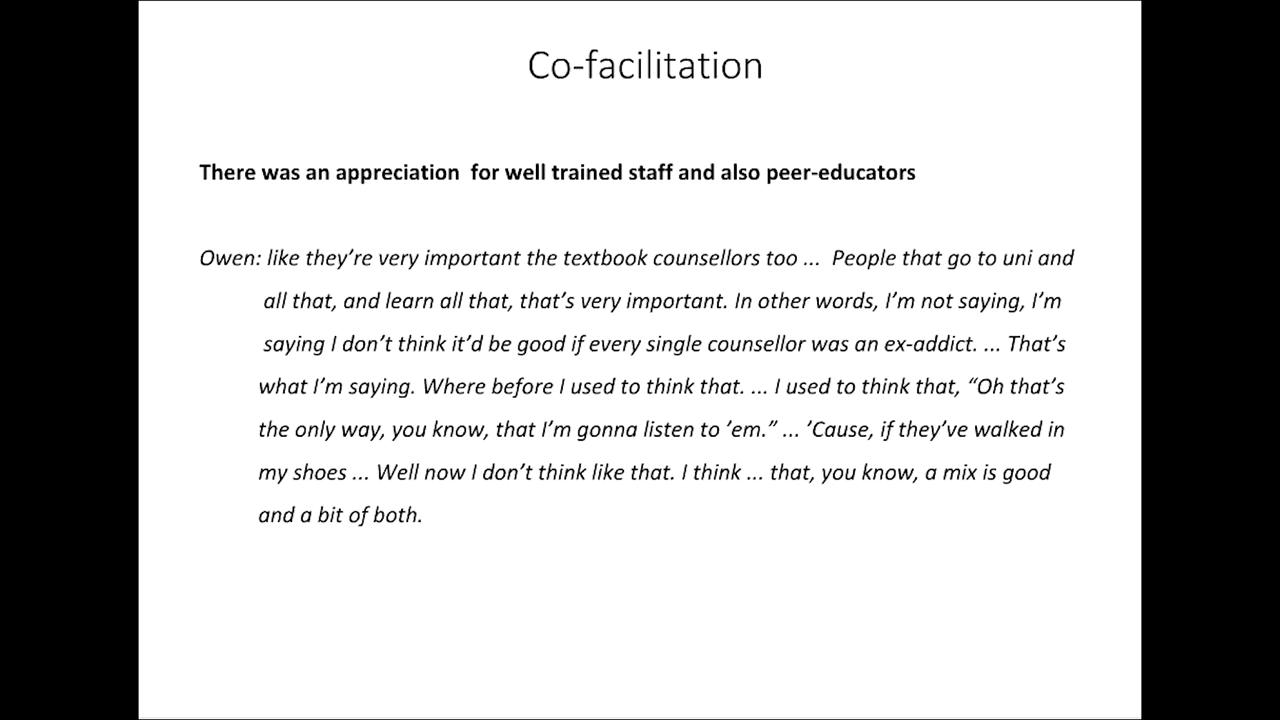 Co-facilitation
There was an appreciation  for well trained staff and also peer-educators
Owen: like they’re very important the textbook counsellors too ...  People that go to uni and
all that, and learn all that, that’s very important. In other words, I’m not saying, I’m
saying I don’t think it’d be good if every single counsellor was an ex-addict. ... That’s
what I’m saying. Where before I used to think that. ... I used to think that, “Oh that’s
the only way, you know, that I’m gonna listen to ’em.” ... ’Cause, if they’ve walked in
my shoes ... Well now I don’t think like that. I think ... that, you know, a mix is good
and a bit of both.